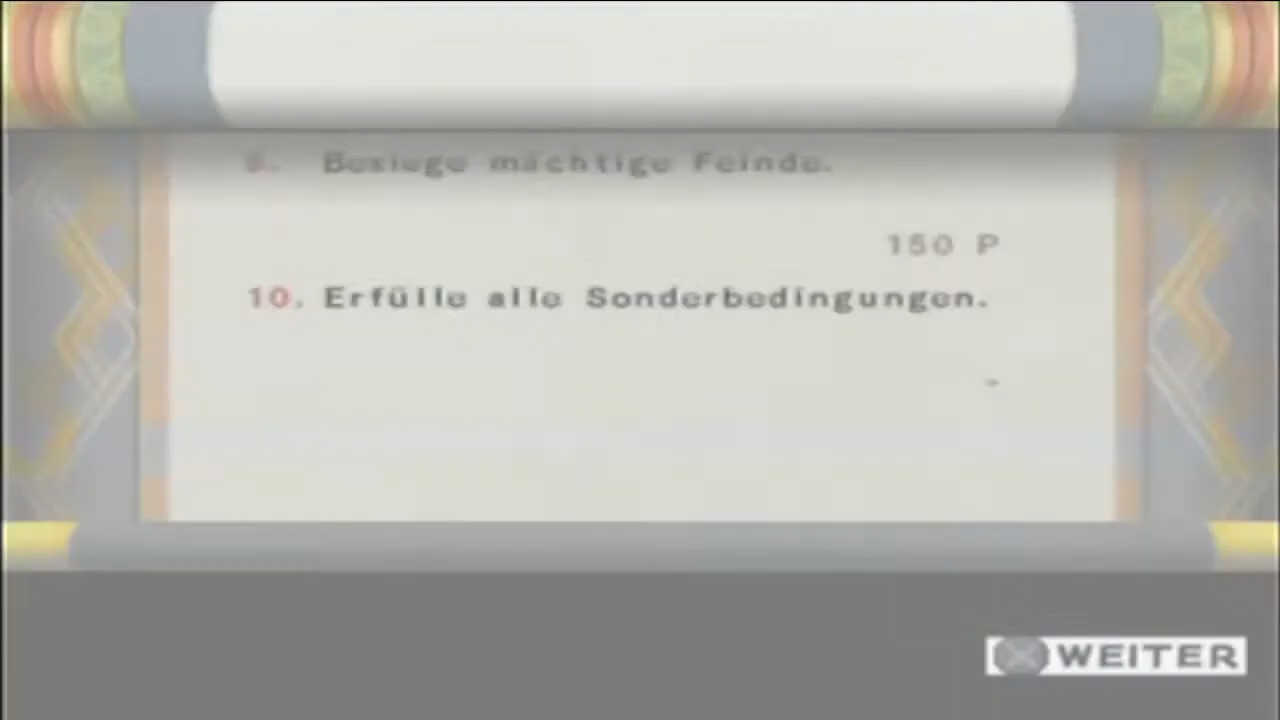 9. Besiege mächtige Feinde.
150 P
10. Erfülle alle Sonderbedingungen.
-
WEITER